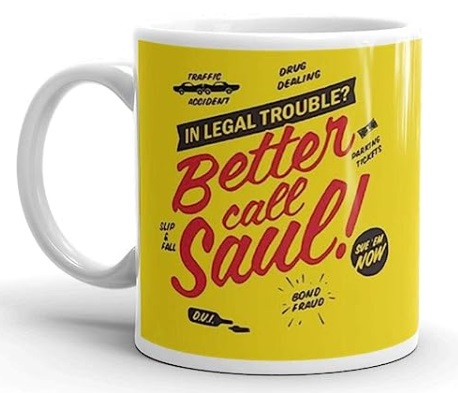 TRAFFIC
ACCIDENT
DRUG
DEALING
IN LEGAL TROUBLE?
Better
call
Saul!
PARKING
TICKETS
SLIP
&
FALL
SUE 'EM
NOW
BOND
FRAUD
D.U.I.